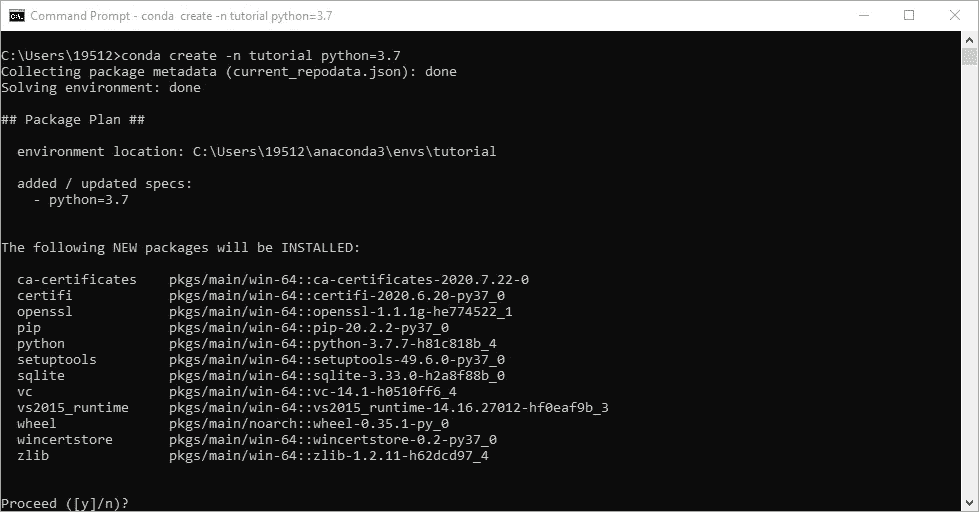 Command Prompt - conda  create -n tutorial python=3.7
C:\Users\19512>conda create -n tutorial python=3.7
Collecting package metadata (current_repodata.json): done
Solving environment: done
## Package Plan ##
  environment location: C:\Users\19512\anaconda3\envs\tutorial
  added / updated specs:
    - python=3.7
The following NEW packages will be INSTALLED:
  ca-certificates    pkgs/main/win-64::ca-certificates-2020.7.22-0
  certifi            pkgs/main/win-64::certifi-2020.6.20-py37_0
  openssl            pkgs/main/win-64::openssl-1.1.1g-he774522_1
  pip                pkgs/main/win-64::pip-20.2.2-py37_0
  python             pkgs/main/win-64::python-3.7.7-h81c818b_4
  setuptools         pkgs/main/win-64::setuptools-49.6.0-py37_0
  sqlite             pkgs/main/win-64::sqlite-3.33.0-h2a8f88b_0
  vc                 pkgs/main/win-64::vc-14.1-h0510ff6_4
  vs2015_runtime     pkgs/main/win-64::vs2015_runtime-14.16.27012-hf0eaf9b_3
  wheel              pkgs/main/noarch::wheel-0.35.1-py_0
  wincertstore       pkgs/main/win-64::wincertstore-0.2-py37_0
  zlib               pkgs/main/win-64::zlib-1.2.11-h62dcd97_4
Proceed ([y]/n)?